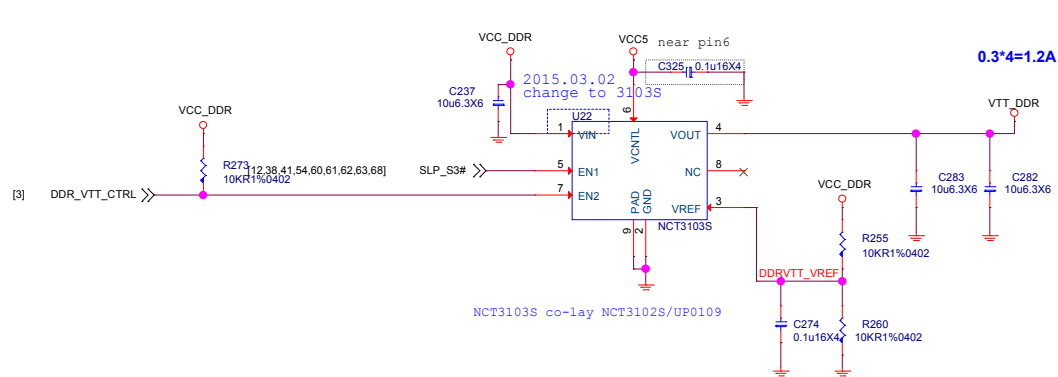 VCC_DDR
VCC5
near pin6
0.3*4=1.2A
C325
0.1u16X4
C237
10u6.3X6
2015.03.02
change to 3103S
VCC_DDR
VTT_DDR
U22
6
1
VIN
VCNTL
VOUT
4
R273
10KR1%0402
[12,38,41,54,60,61,62,63,68]
SLP_S3#
5
EN1
NC
8
C283
10u6.3X6
C282
10u6.3X6
[3]
DDR_VTT_CTRL
7
EN2
VCC_DDR
PAD
GND
VREF
3
9
2
NCT3103S
R255
10KR1%0402
DDRVTT_VREF
NCT3103S co-lay NCT3102S/UP0109
C274
0.1u16X4
R260
10KR1%0402